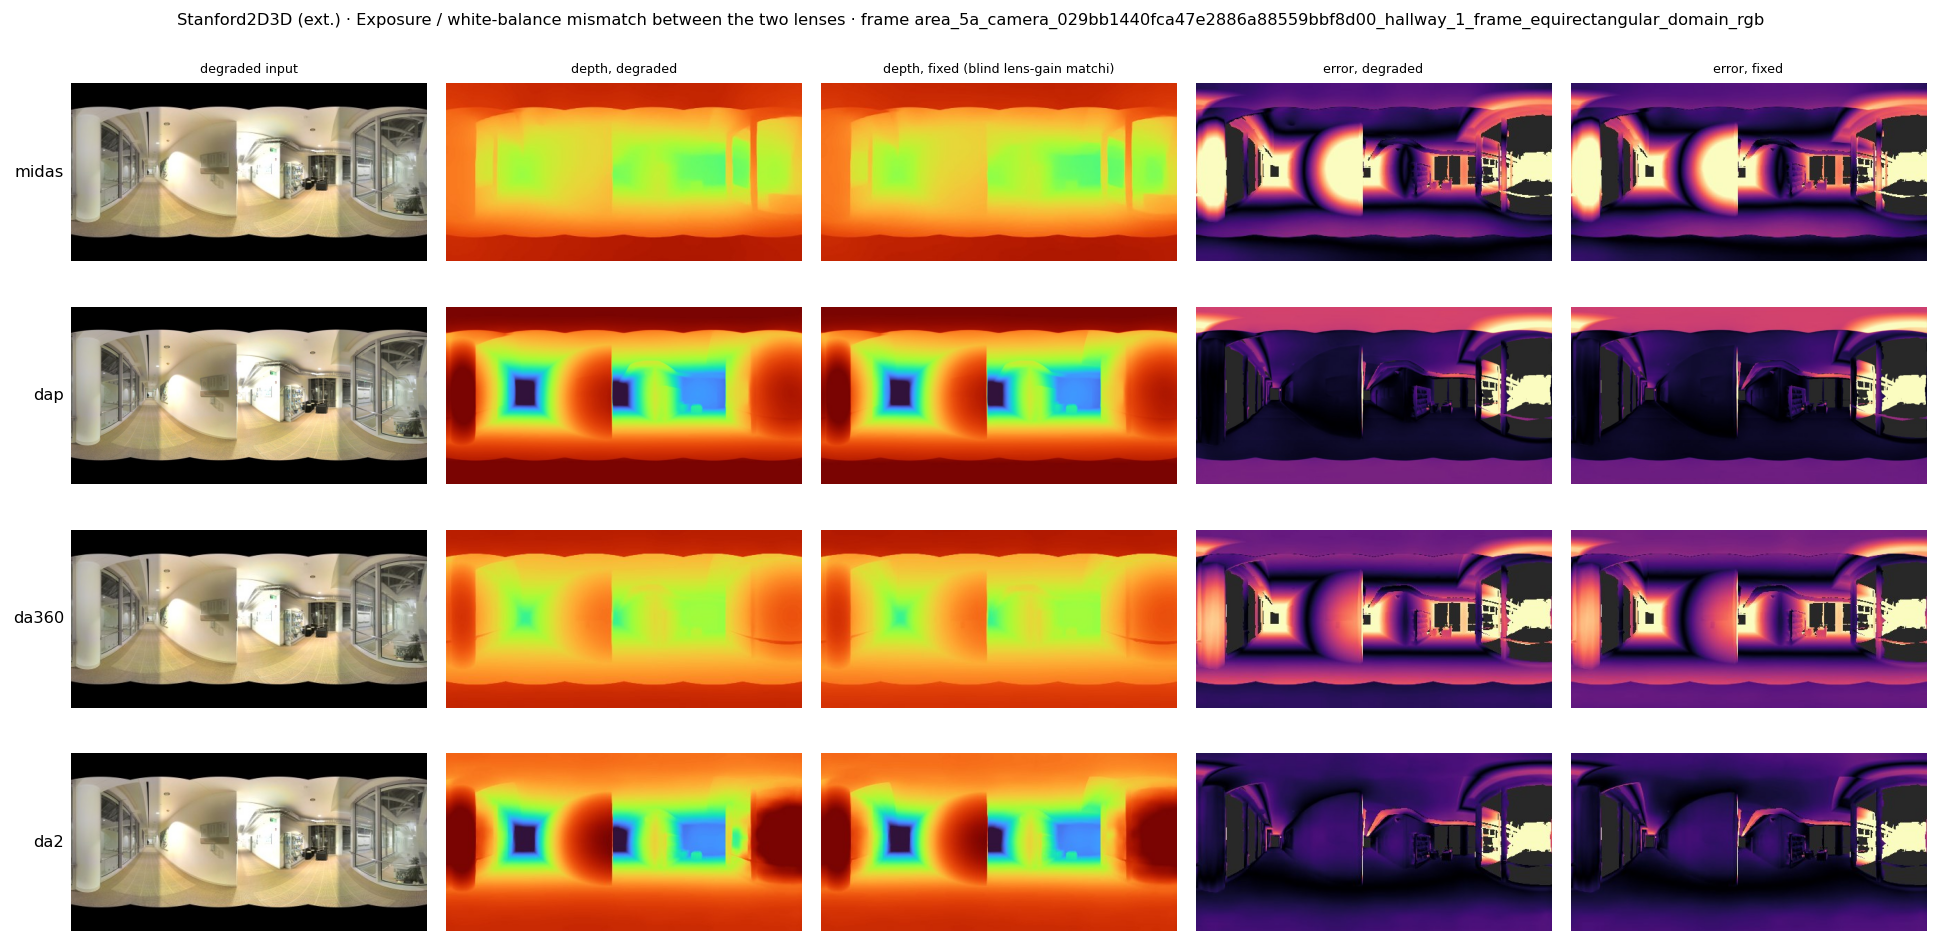 Stanford2D3D (ext.) · Exposure / white-balance mismatch between the two lenses · frame area_5a_camera_029bb1440fca47e2886a88559bbf8d00_hallway_1_frame_equirectangular_domain_rgb
degraded input
depth, degraded
depth, fixed (blind lens-gain matchi)
error, degraded
error, fixed
midas
dap
da360
da2